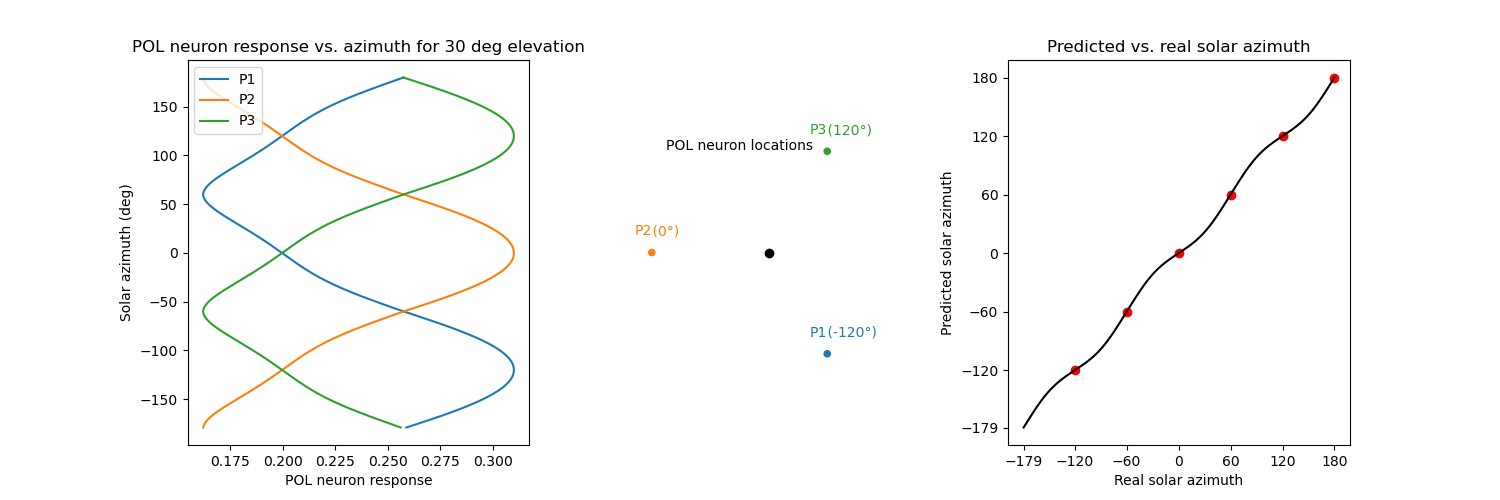 POL neuron response vs. azimuth for 30 deg elevation
P1
P2
P3
150
100
50
0
−50
−100
−150
Solar azimuth (deg)
0.175 0.200 0.225 0.250 0.275 0.300
POL neuron response
P3(120°)
POL neuron locations
P2(0°)
P1(-120°)
Predicted vs. real solar azimuth
180
120
60
0
−60
−120
−179
Predicted solar azimuth
−179 −120 −60 0 60 120 180
Real solar azimuth